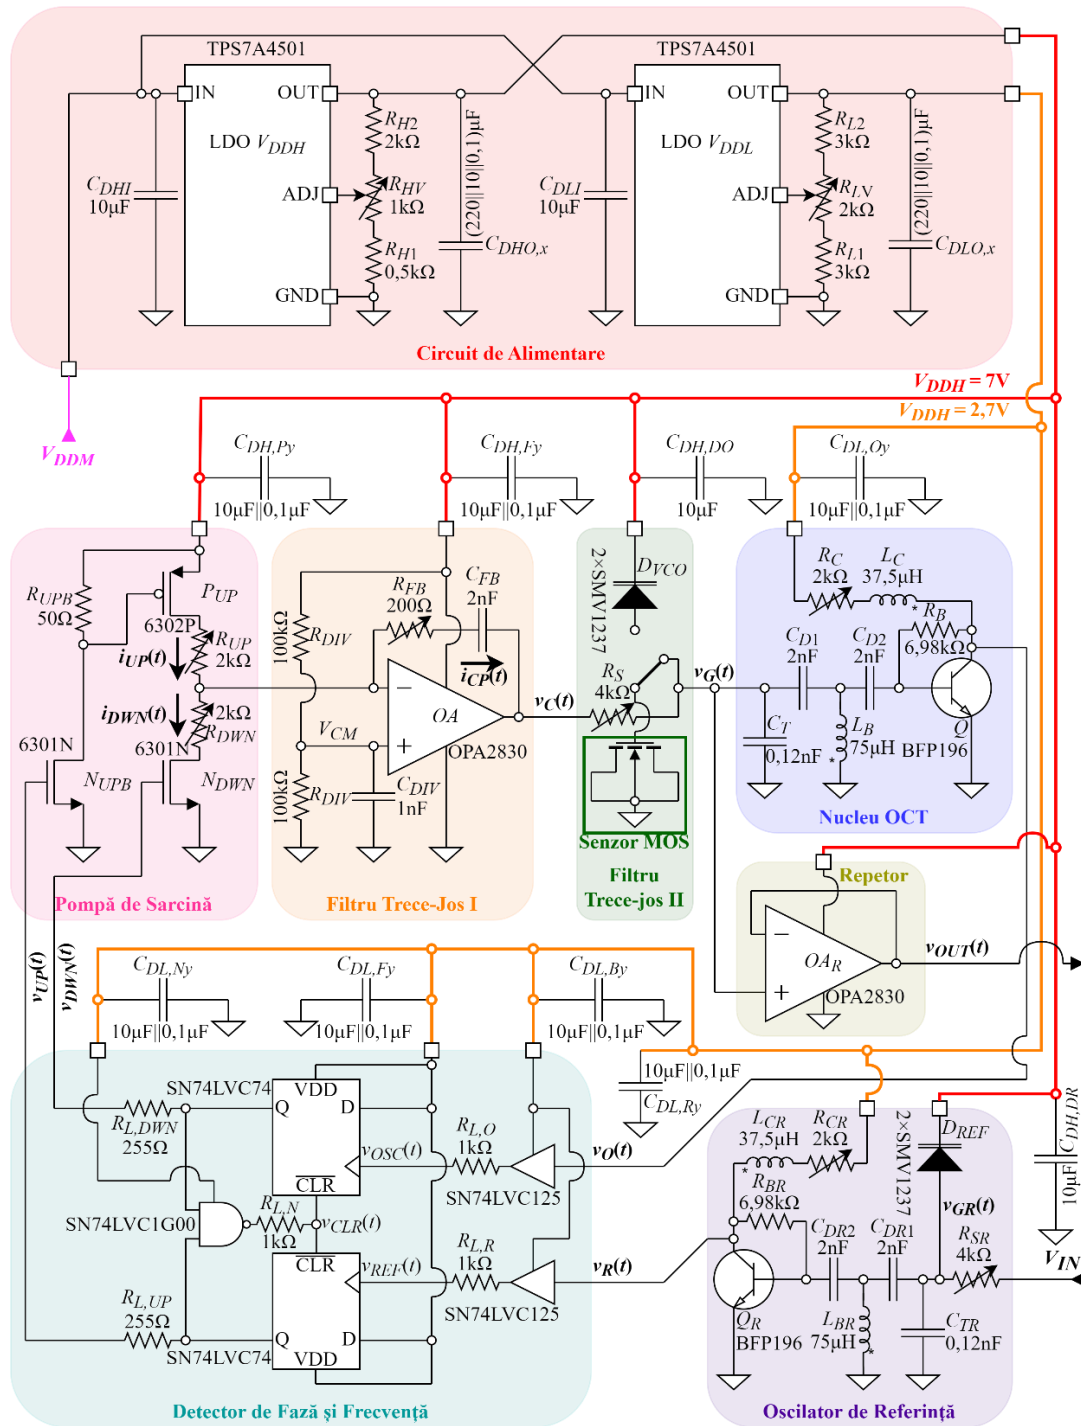 TPS7A4501
TPS7A4501
IN
OUT
LDO VDDH
ADJ
GND
RH2
2kΩ
RHV
1kΩ
RH1
0,5kΩ
(220||10||0,1)μF
CDHO,x
CDHI
10μF
IN
OUT
LDO VDDL
ADJ
GND
RL2
3kΩ
RLV
2kΩ
RL1
3kΩ
(220||10||0,1)μF
CDLO,x
CDLI
10μF
Circuit de Alimentare
VDDM
VDDH = 7V
VDDH = 2,7V
CDH,Py
10μF||0,1μF
CDH,Fy
10μF||0,1μF
CDH,DO
10μF
CDL,Oy
10μF||0,1μF
RUPB
50Ω
PUP
6302P
RUP
2kΩ
iUP(t)
iDWN(t)
2kΩ
RDWN
6301N
6301N
NUPB
NDWN
Pompă de Sarcină
100kΩ
RDIV
RFB
200Ω
CFB
2nF
iCP(t)
VCM
OA
OPA2830
100kΩ
RDIV
CDIV
1nF
Filtru Trece-Jos I
vC(t)
2×SMV1237
DVCO
RS
4kΩ
Senzor MOS
Filtru
Trece-jos II
vG(t)
RC
2kΩ
LC
37,5μH
RB
6,98kΩ
CD1
2nF
CD2
2nF
CT
0,12nF
LB
75μH
Q
BFP196
Nucleu OCT
Repetor
OAR
OPA2830
vOUT(t)
vUP(t)
vDWN(t)
CDL,Ny
10μF||0,1μF
CDL,Fy
10μF||0,1μF
CDL,By
10μF||0,1μF
10μF||0,1μF
CDL,Ry
SN74LVC74
VDD
Q
D
CLR
RL,DWN
255Ω
vOSC(t)
RL,O
1kΩ
SN74LVC125
vO(t)
SN74LVC1G00
RL,N
1kΩ
vCLR(t)
CLR
vREF(t)
RL,R
1kΩ
SN74LVC125
vR(t)
RL,UP
255Ω
Q
D
VDD
SN74LVC74
Detector de Fază și Frecvență
LCR
37,5μH
RCR
2kΩ
2×SMV1237
DREF
CDH,DR
10μF
RBR
6,98kΩ
CDR2
2nF
CDR1
2nF
vGR(t)
RSR
4kΩ
VIN
QR
BFP196
LBR
75μH
CTR
0,12nF
Oscilator de Referință